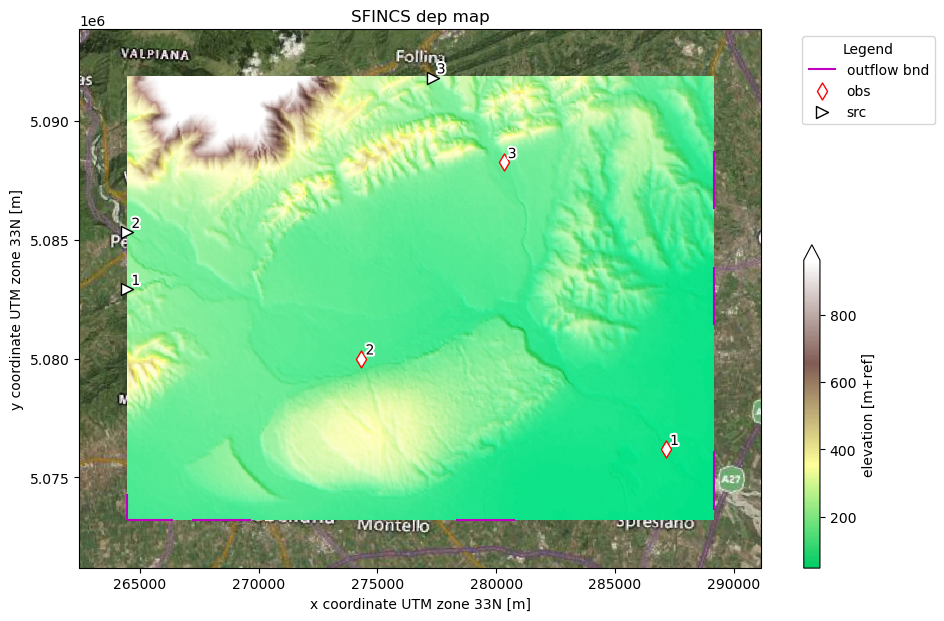 SFINCS dep map
1e6
VALPIANA
Follina
3
Legend
outflow bnd
obs
src
5.090
3
2
5.085
1
800
2
5.080
600
1
400
5.075
A27
Montello
Spresiano
200
265000
270000
275000
280000
285000
290000
x coordinate UTM zone 33N [m]
y coordinate UTM zone 33N [m]
elevation [m+ref]